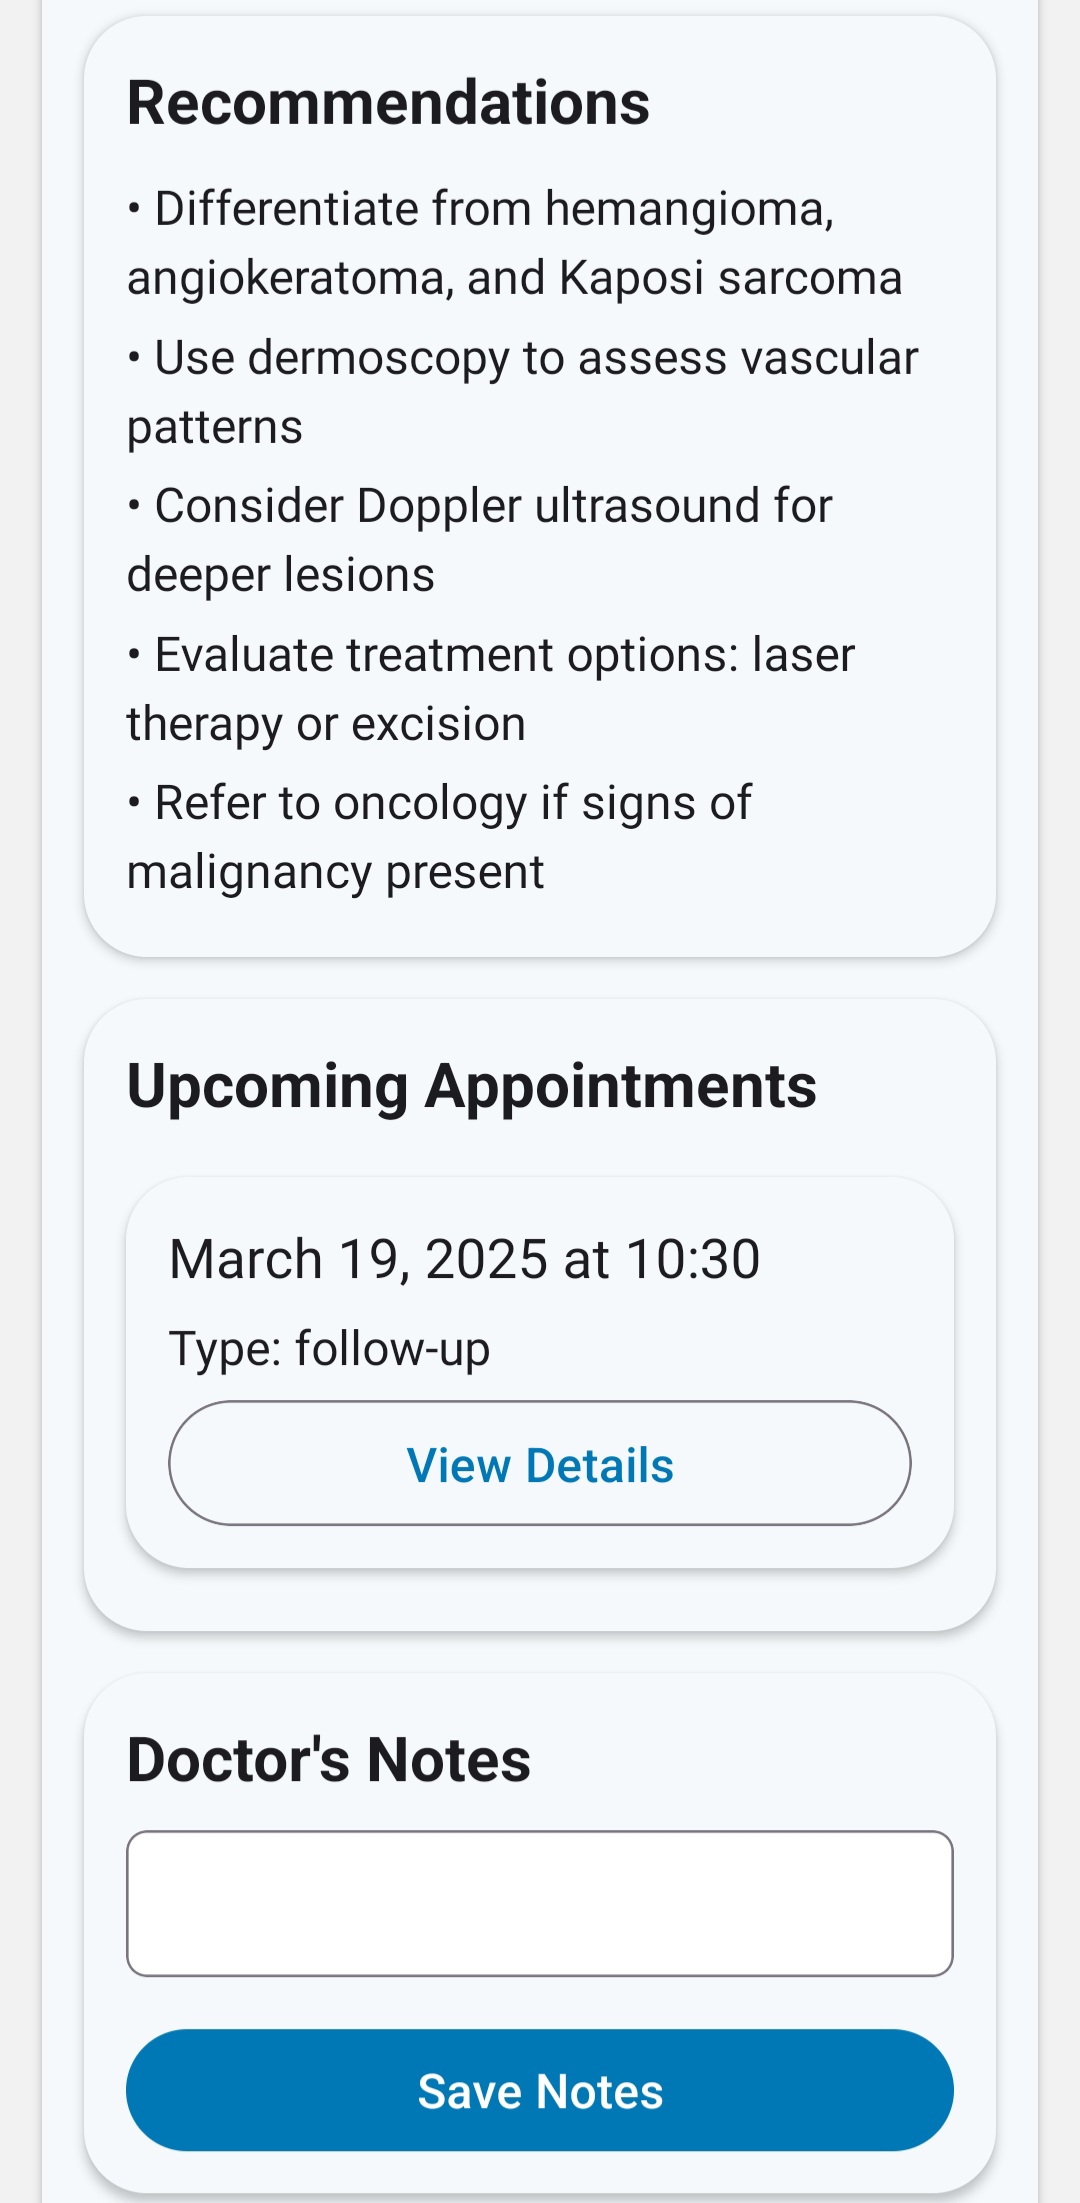 Recommendations
• Differentiate from hemangioma,
angiokeratoma, and Kaposi sarcoma
• Use dermoscopy to assess vascular
patterns
• Consider Doppler ultrasound for
deeper lesions
• Evaluate treatment options: laser
therapy or excision
• Refer to oncology if signs of
malignancy present
Upcoming Appointments
March 19, 2025 at 10:30
Type: follow-up
View Details
Doctor's Notes
Save Notes